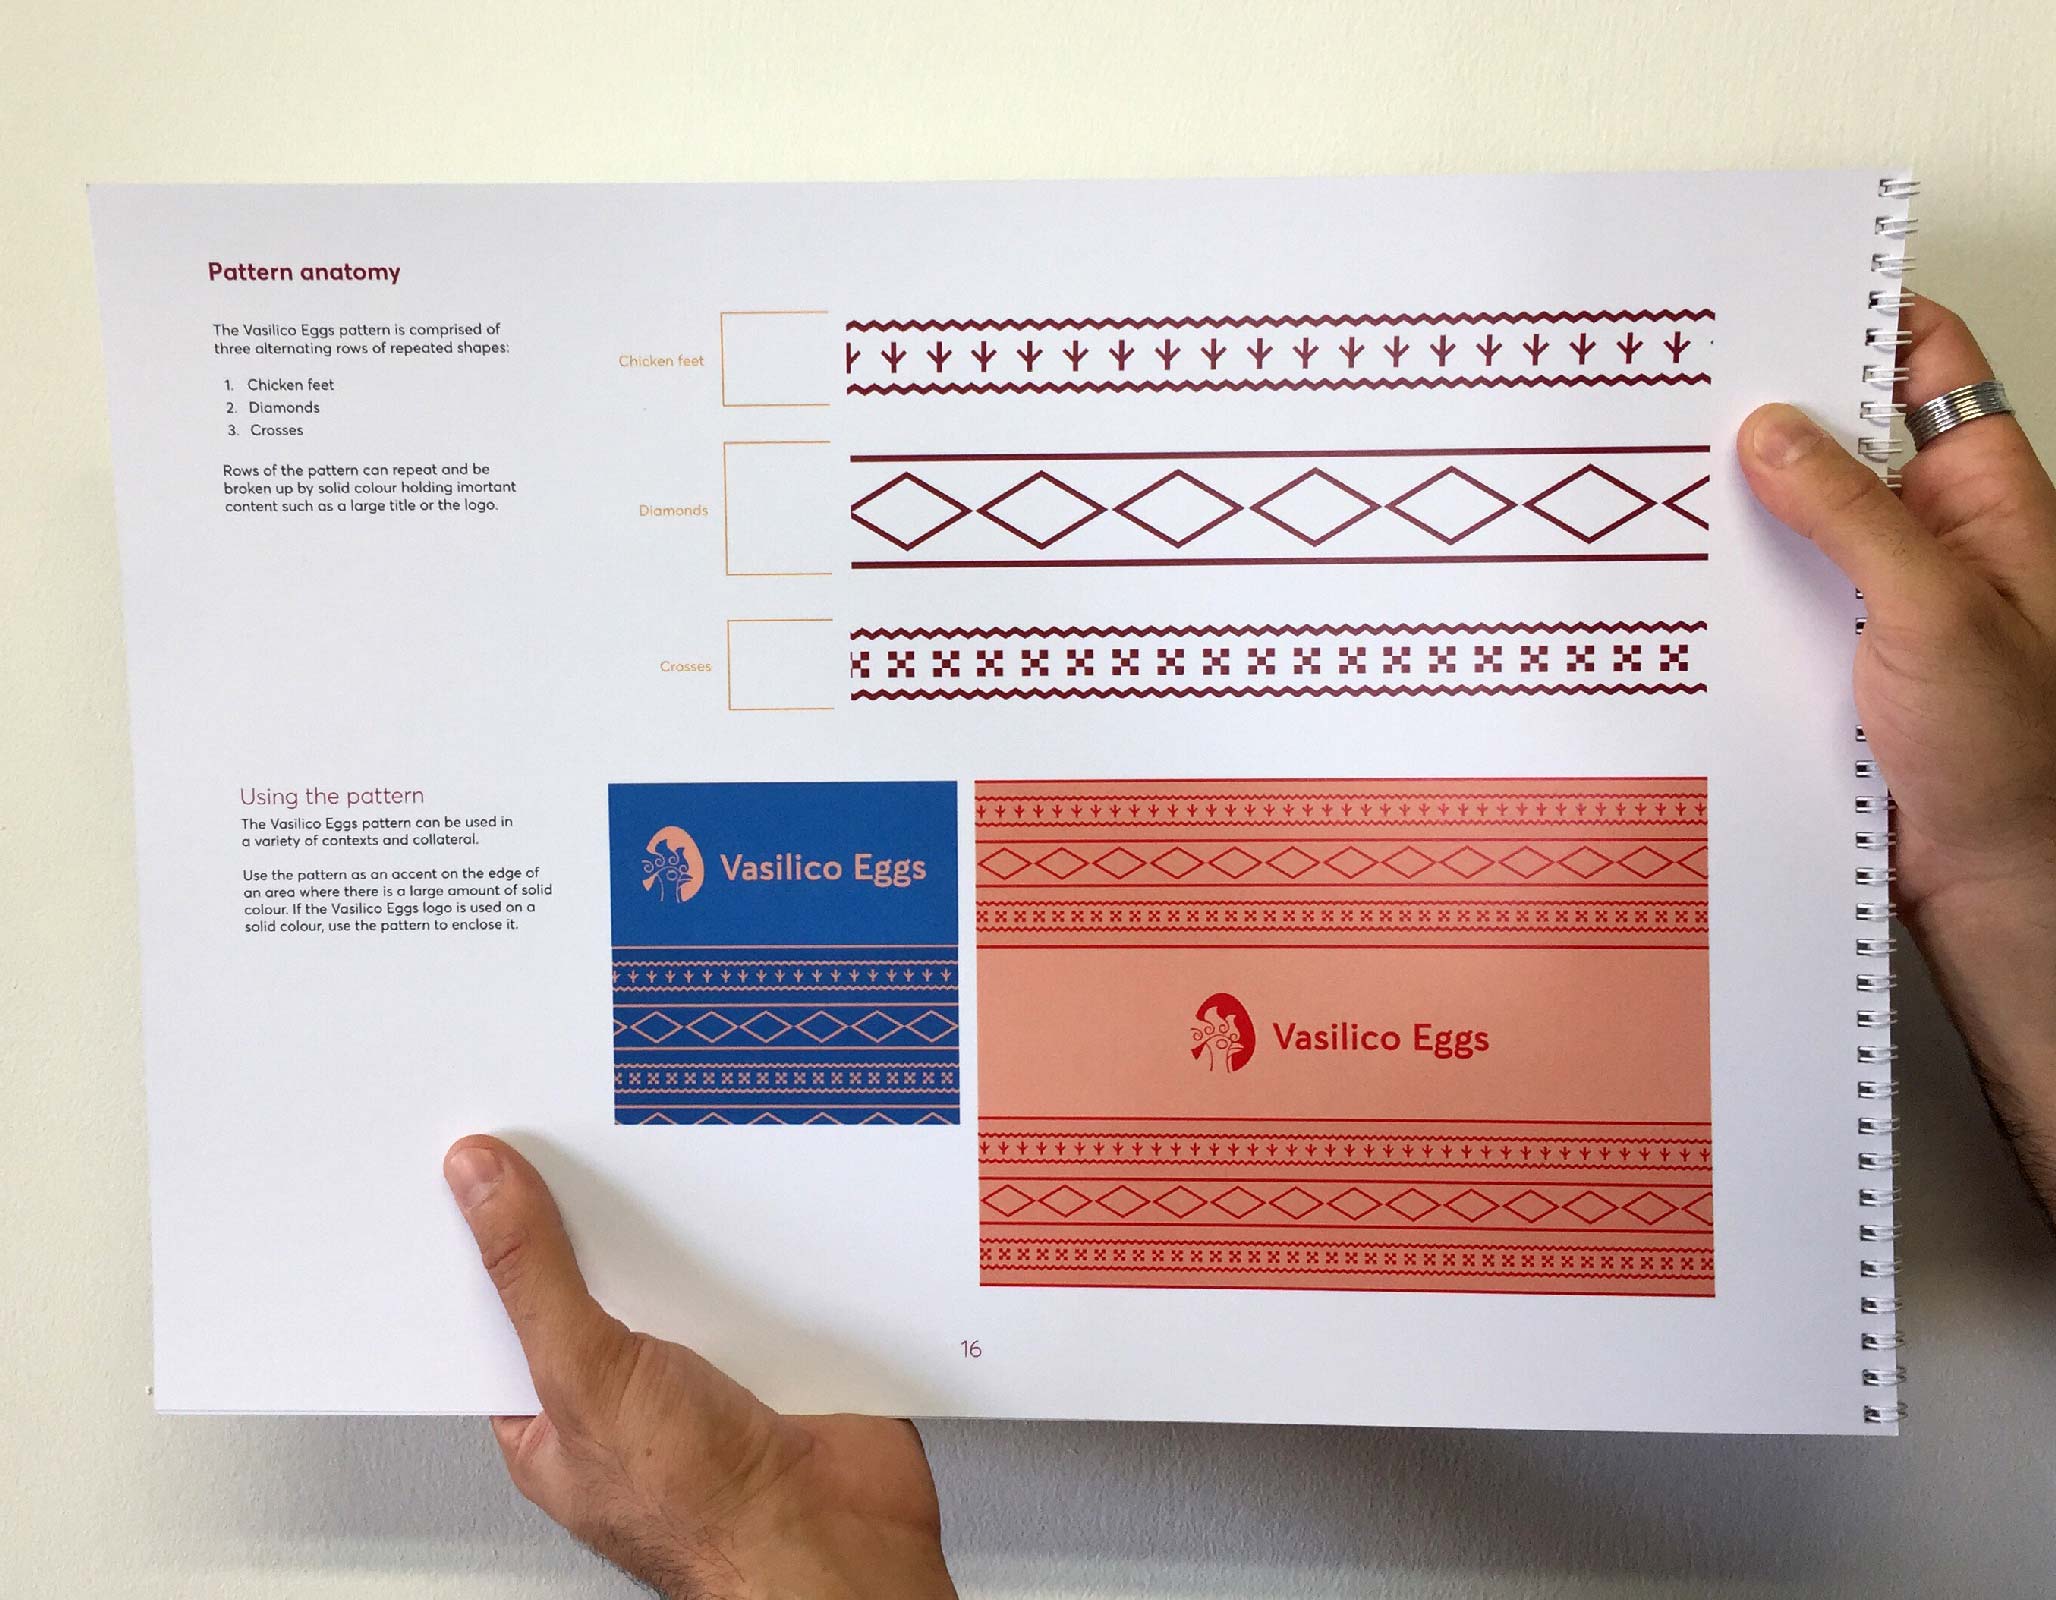 Pattern anatomy
The Vasilico Eggs pattern is comprised of
three alternating rows of repeated shapes:
1. Chicken feet
2. Diamonds
3. Crosses
Rows of the pattern can repeat and be
broken up by solid colour holding imortant
content such as a large title or the logo.
Chicken feet
Diamonds
Crosses
Using the pattern
The Vasilico Eggs pattern can be used in
a variety of contexts and collateral.
Use the pattern as an accent on the edge of
an area where there is a large amount of solid
colour. If the Vasilico Eggs logo is used on a
solid colour, use the pattern to enclose it.
Vasilico Eggs
Vasilico Eggs
16